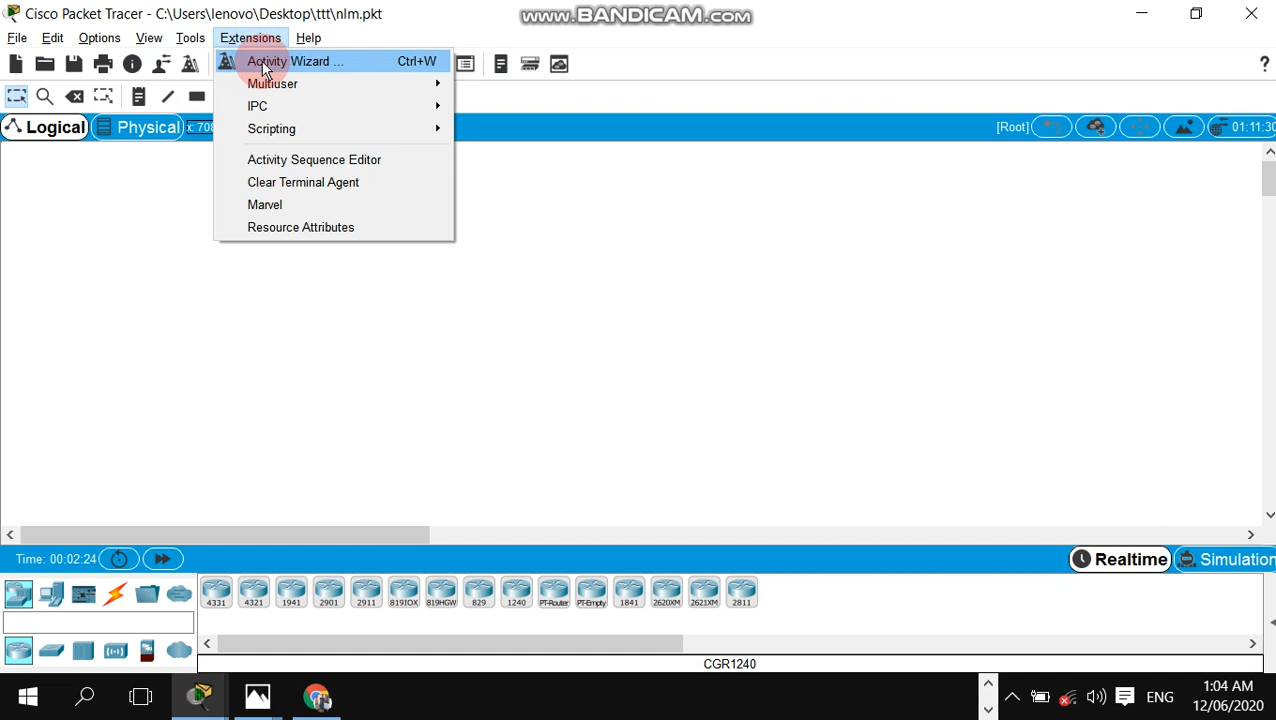 Cisco Packet Tracer - C:\Users\lenovo\Desktop\ttt\nlm.pkt
www.BANDICAM.com
File Edit Options View Tools Extensions Help
Activity Wizard ... Ctrl+W
Multiuser
IPC
Scripting
Activity Sequence Editor
Clear Terminal Agent
Marvel
Resource Attributes
?
Logical Physical x: 708 [Root] 01:11:30
Time: 00:02:24 Realtime Simulation
4331 4321 1941 2901 2911 819IOX 819HGW 829 1240 PT-Router PT-Empty 1841 2620XM 2621XM 2811
CGR1240
ENG
1:04 AM
12/06/2020